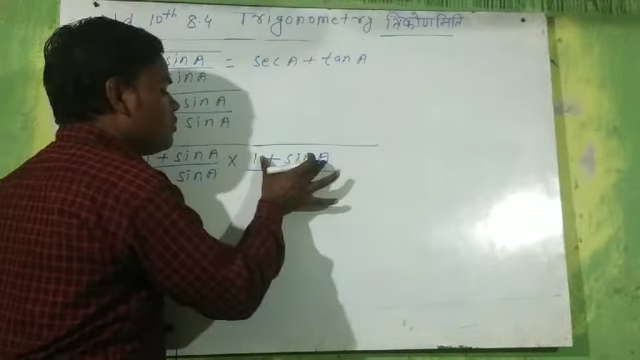 10th 8.4 Trigonometry त्रिकोणमिति
sin A = sec A + tan A
sin A
sin A
sin A
+ sin A × 1 + sin A
sin A